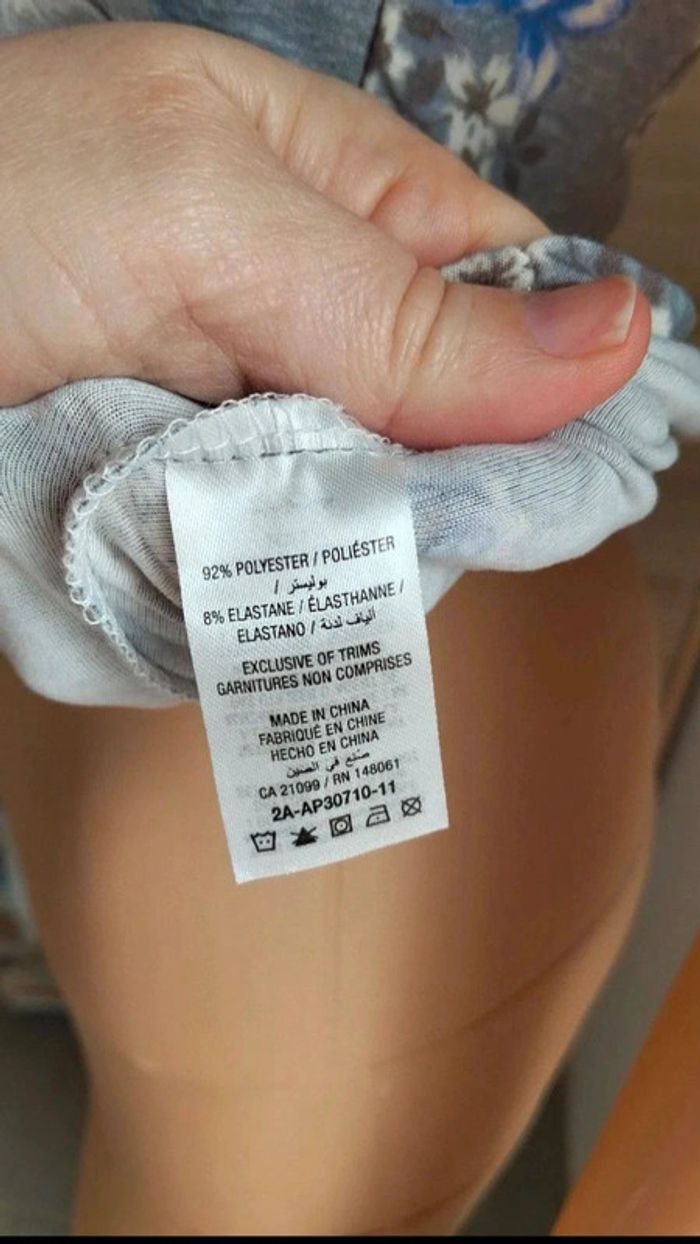 92% POLYESTER / POLIÉSTER
/ بوليستر
8% ELASTANE / ÉLASTHANNE /
ELASTANO / ألياف لدنة
EXCLUSIVE OF TRIMS
GARNITURES NON COMPRISES
MADE IN CHINA
FABRIQUÉ EN CHINE
HECHO EN CHINA
صنع في الصين
CA 21099 / RN 148061
2A-AP30710-11